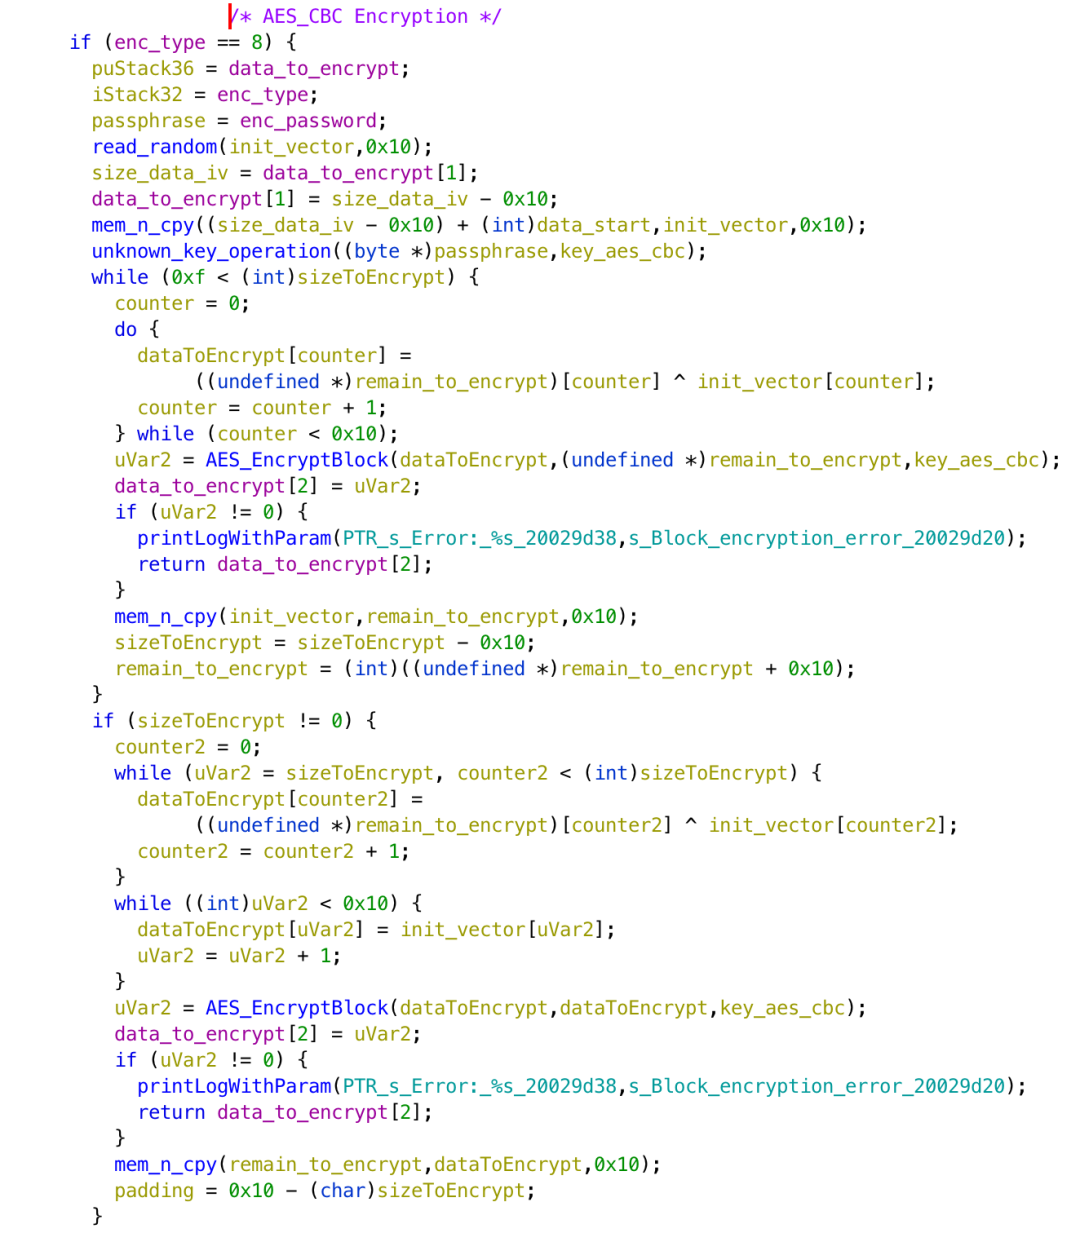 /* AES_CBC Encryption */
if (enc_type == 8) {
puStack36 = data_to_encrypt;
iStack32 = enc_type;
passphrase = enc_password;
read_random(init_vector,0x10);
size_data_iv = data_to_encrypt[1];
data_to_encrypt[1] = size_data_iv - 0x10;
mem_n_cpy((size_data_iv - 0x10) + (int)data_start,init_vector,0x10);
unknown_key_operation((byte *)passphrase,key_aes_cbc);
while (0xf < (int)sizeToEncrypt) {
counter = 0;
do {
dataToEncrypt[counter] =
((undefined *)remain_to_encrypt)[counter] ^ init_vector[counter];
counter = counter + 1;
} while (counter < 0x10);
uVar2 = AES_EncryptBlock(dataToEncrypt,(undefined *)remain_to_encrypt,key_aes_cbc);
data_to_encrypt[2] = uVar2;
if (uVar2 != 0) {
printLogWithParam(PTR_s_Error:_%s_20029d38,s_Block_encryption_error_20029d20);
return data_to_encrypt[2];
}
mem_n_cpy(init_vector,remain_to_encrypt,0x10);
sizeToEncrypt = sizeToEncrypt - 0x10;
remain_to_encrypt = (int)((undefined *)remain_to_encrypt + 0x10);
}
if (sizeToEncrypt != 0) {
counter2 = 0;
while (uVar2 = sizeToEncrypt, counter2 < (int)sizeToEncrypt) {
dataToEncrypt[counter2] =
((undefined *)remain_to_encrypt)[counter2] ^ init_vector[counter2];
counter2 = counter2 + 1;
}
while ((int)uVar2 < 0x10) {
dataToEncrypt[uVar2] = init_vector[uVar2];
uVar2 = uVar2 + 1;
}
uVar2 = AES_EncryptBlock(dataToEncrypt,dataToEncrypt,key_aes_cbc);
data_to_encrypt[2] = uVar2;
if (uVar2 != 0) {
printLogWithParam(PTR_s_Error:_%s_20029d38,s_Block_encryption_error_20029d20);
return data_to_encrypt[2];
}
mem_n_cpy(remain_to_encrypt,dataToEncrypt,0x10);
padding = 0x10 - (char)sizeToEncrypt;
}